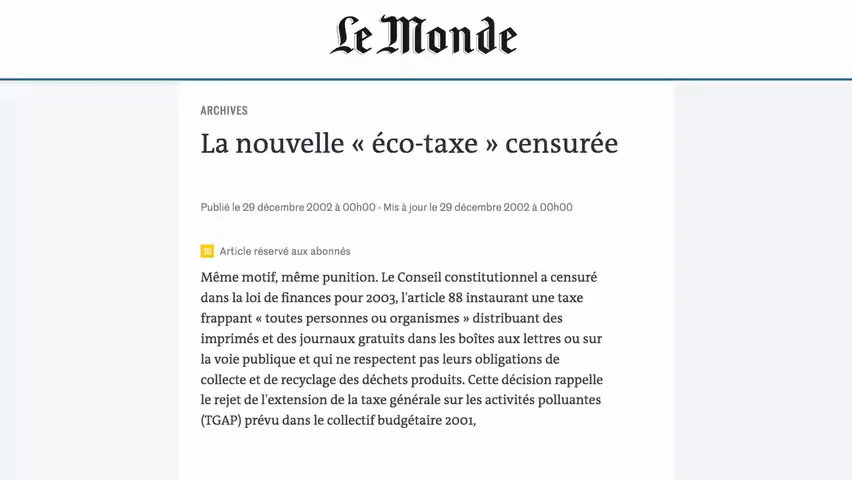 Le Monde
ARCHIVES
La nouvelle « éco-taxe » censurée
Publié le 29 décembre 2002 à 00h00 - Mis à jour le 29 décembre 2002 à 00h00
Article réservé aux abonnés
Même motif, même punition. Le Conseil constitutionnel a censuré
dans la loi de finances pour 2003, l'article 88 instaurant une taxe
frappant « toutes personnes ou organismes » distribuant des
imprimés et des journaux gratuits dans les boîtes aux lettres ou sur
la voie publique et qui ne respectent pas leurs obligations de
collecte et de recyclage des déchets produits. Cette décision rappelle
le rejet de l'extension de la taxe générale sur les activités polluantes
(TGAP) prévu dans le collectif budgétaire 2001,